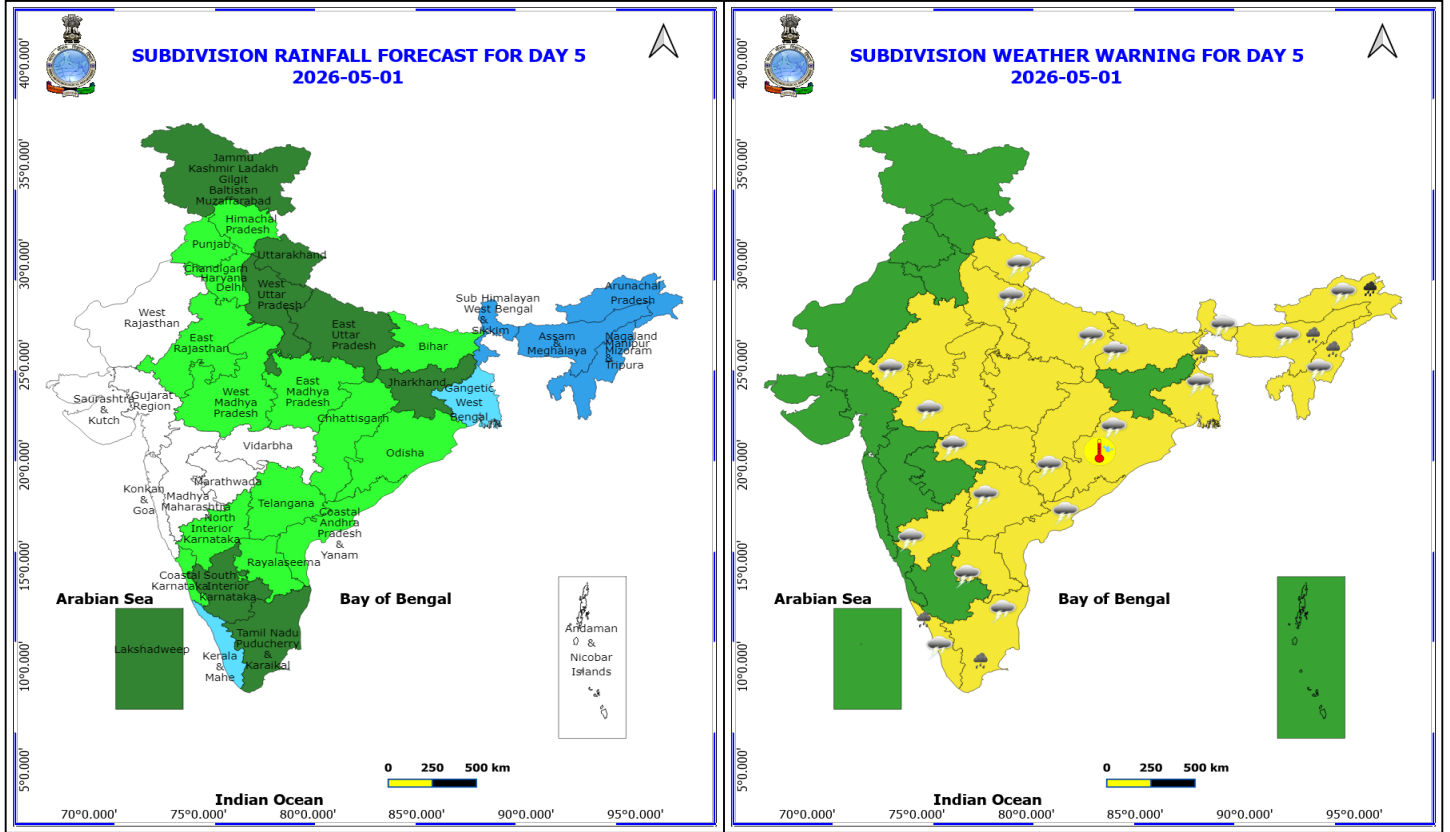 SUBDIVISION RAINFALL FORECAST FOR DAY 5
2026-05-01
40°0.000'
35°0.000'
30°0.000'
25°0.000'
20°0.000'
15°0.000'
10°0.000'
5°0.000'
Jammu
Kashmir Ladakh
Gilgit
Baltistan
Muzaffarabad
Himachal
Pradesh
Punjab
Uttarakhand
Chandigarh
Haryana
Delhi
West
Uttar
Pradesh
West
Rajasthan
East
Rajasthan
East
Uttar
Pradesh
Bihar
Sub Himalayan
West Bengal
&
Sikkim
Arunachal
Pradesh
Assam
&
Meghalaya
Nagaland
Manipur
Mizoram
&
Tripura
Saurashtra
&
Kutch
Gujarat
Region
West
Madhya
Pradesh
East
Madhya
Pradesh
Jharkhand
Gangetic
West
Bengal
Chhattisgarh
Odisha
Vidarbha
Marathwada
Konkan
&
Goa
Madhya
Maharashtra
North
Interior
Karnataka
Telangana
Coastal
Andhra
Pradesh
&
Yanam
Rayalaseema
Coastal
Karnataka
South
Interior
Karnataka
Arabian Sea
Bay of Bengal
Lakshadweep
Kerala
&
Mahe
Tamil Nadu
Puducherry
&
Karaikal
Andaman
&
Nicobar
Islands
0 250 500 km
Indian Ocean
70°0.000' 75°0.000' 80°0.000' 85°0.000' 90°0.000' 95°0.000'
SUBDIVISION WEATHER WARNING FOR DAY 5
2026-05-01
40°0.000'
35°0.000'
30°0.000'
25°0.000'
20°0.000'
15°0.000'
10°0.000'
5°0.000'
Arabian Sea
Bay of Bengal
0 250 500 km
Indian Ocean
70°0.000' 75°0.000' 80°0.000' 85°0.000' 90°0.000' 95°0.000'